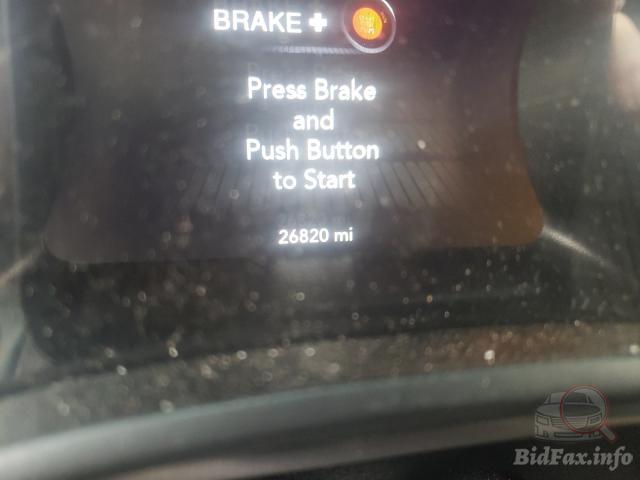 BRAKE +
Press Brake
and
Push Button
to Start
26820 mi
BidFax.info